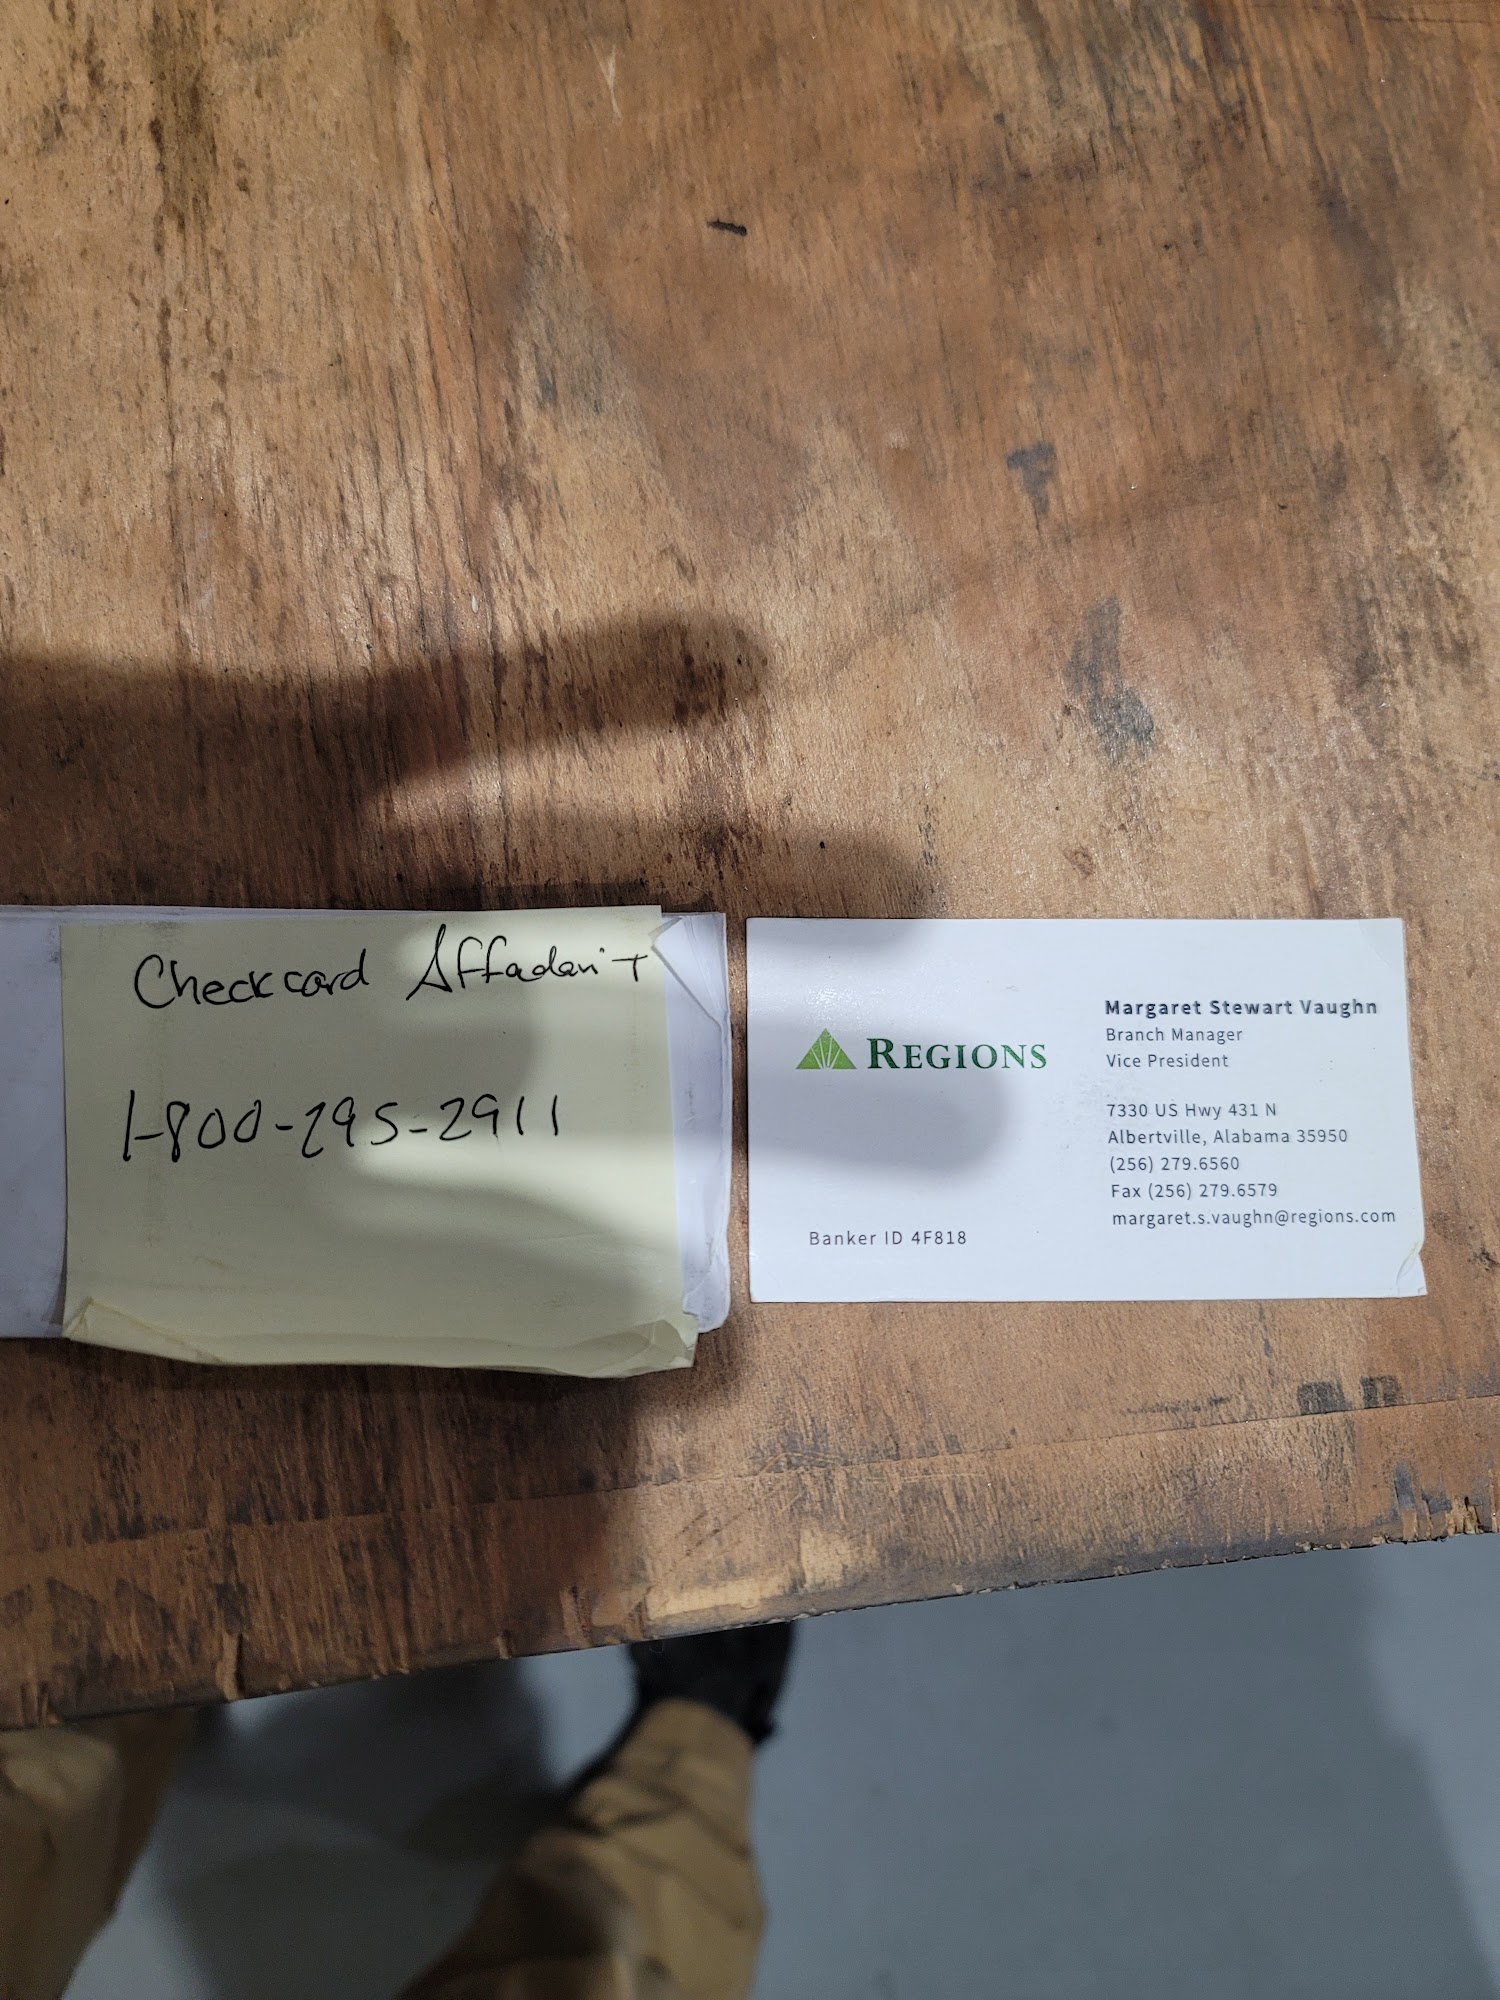 Checkcard Affadavit
1-800-295-2911
REGIONS
Banker ID 4F818
Margaret Stewart Vaughn
Branch Manager
Vice President
7330 US Hwy 431 N
Albertville, Alabama 35950
(256) 279.6560
Fax (256) 279.6579
margaret.s.vaughn@regions.com